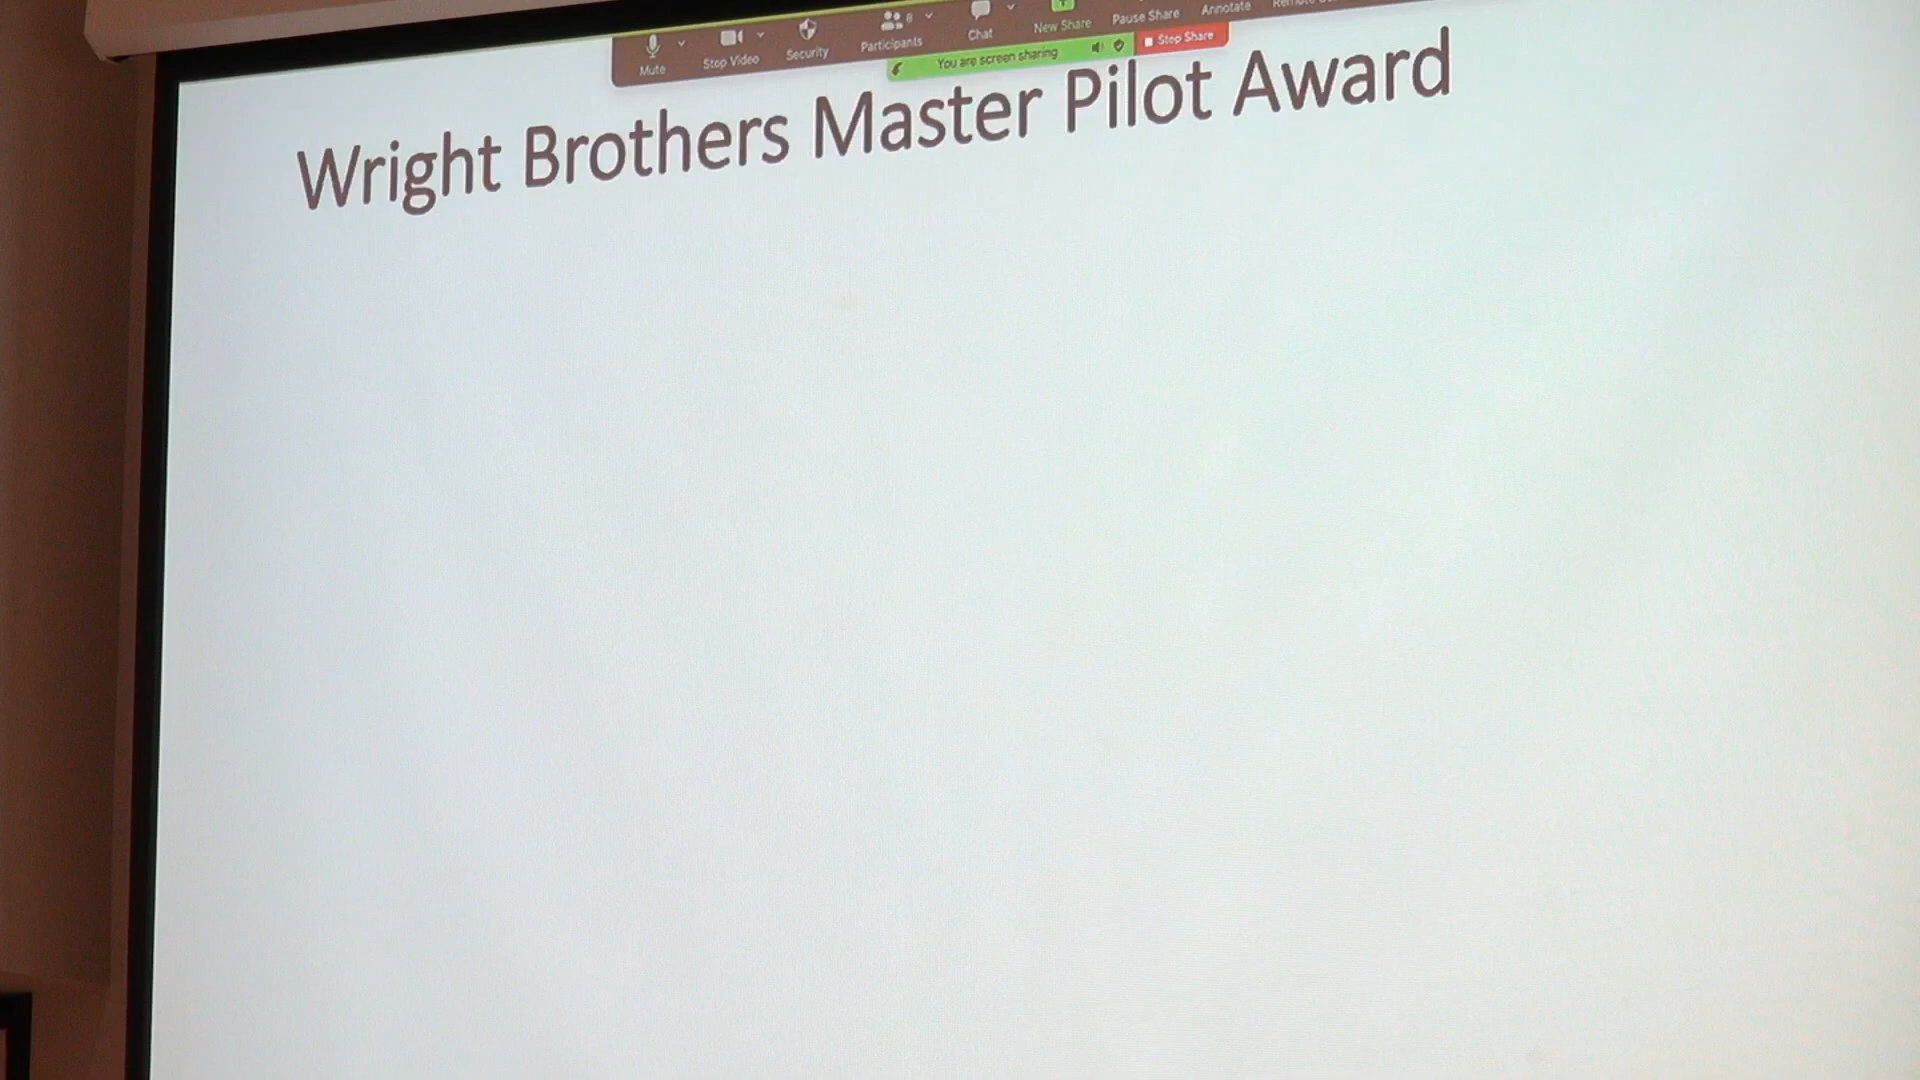 Mute
Stop Video
Security
Participants 8
Chat
New Share
Pause Share
Annotate
You are screen sharing
Stop Share
Wright Brothers Master Pilot Award